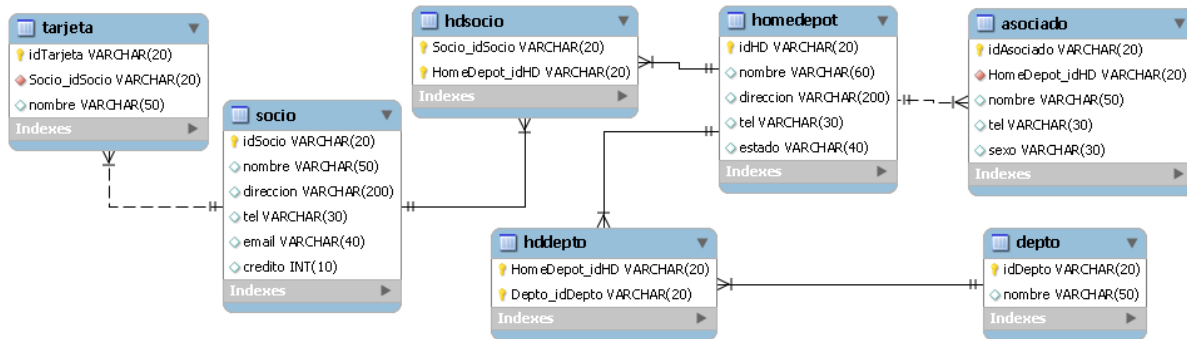 tarjeta
idTarjeta VARCHAR(20)
Socio_idSocio VARCHAR(20)
nombre VARCHAR(50)
Indexes
socio
idSocio VARCHAR(20)
nombre VARCHAR(50)
direccion VARCHAR(200)
tel VARCHAR(30)
email VARCHAR(40)
credito INT(10)
Indexes
hdsocio
Socio_idSocio VARCHAR(20)
HomeDepot_idHD VARCHAR(20)
Indexes
homedepot
idHD VARCHAR(20)
nombre VARCHAR(60)
direccion VARCHAR(200)
tel VARCHAR(30)
estado VARCHAR(40)
Indexes
asociado
idAsociado VARCHAR(20)
HomeDepot_idHD VARCHAR(20)
nombre VARCHAR(50)
tel VARCHAR(30)
sexo VARCHAR(30)
Indexes
hddepto
HomeDepot_idHD VARCHAR(20)
Depto_idDepto VARCHAR(20)
Indexes
depto
idDepto VARCHAR(20)
nombre VARCHAR(50)
Indexes